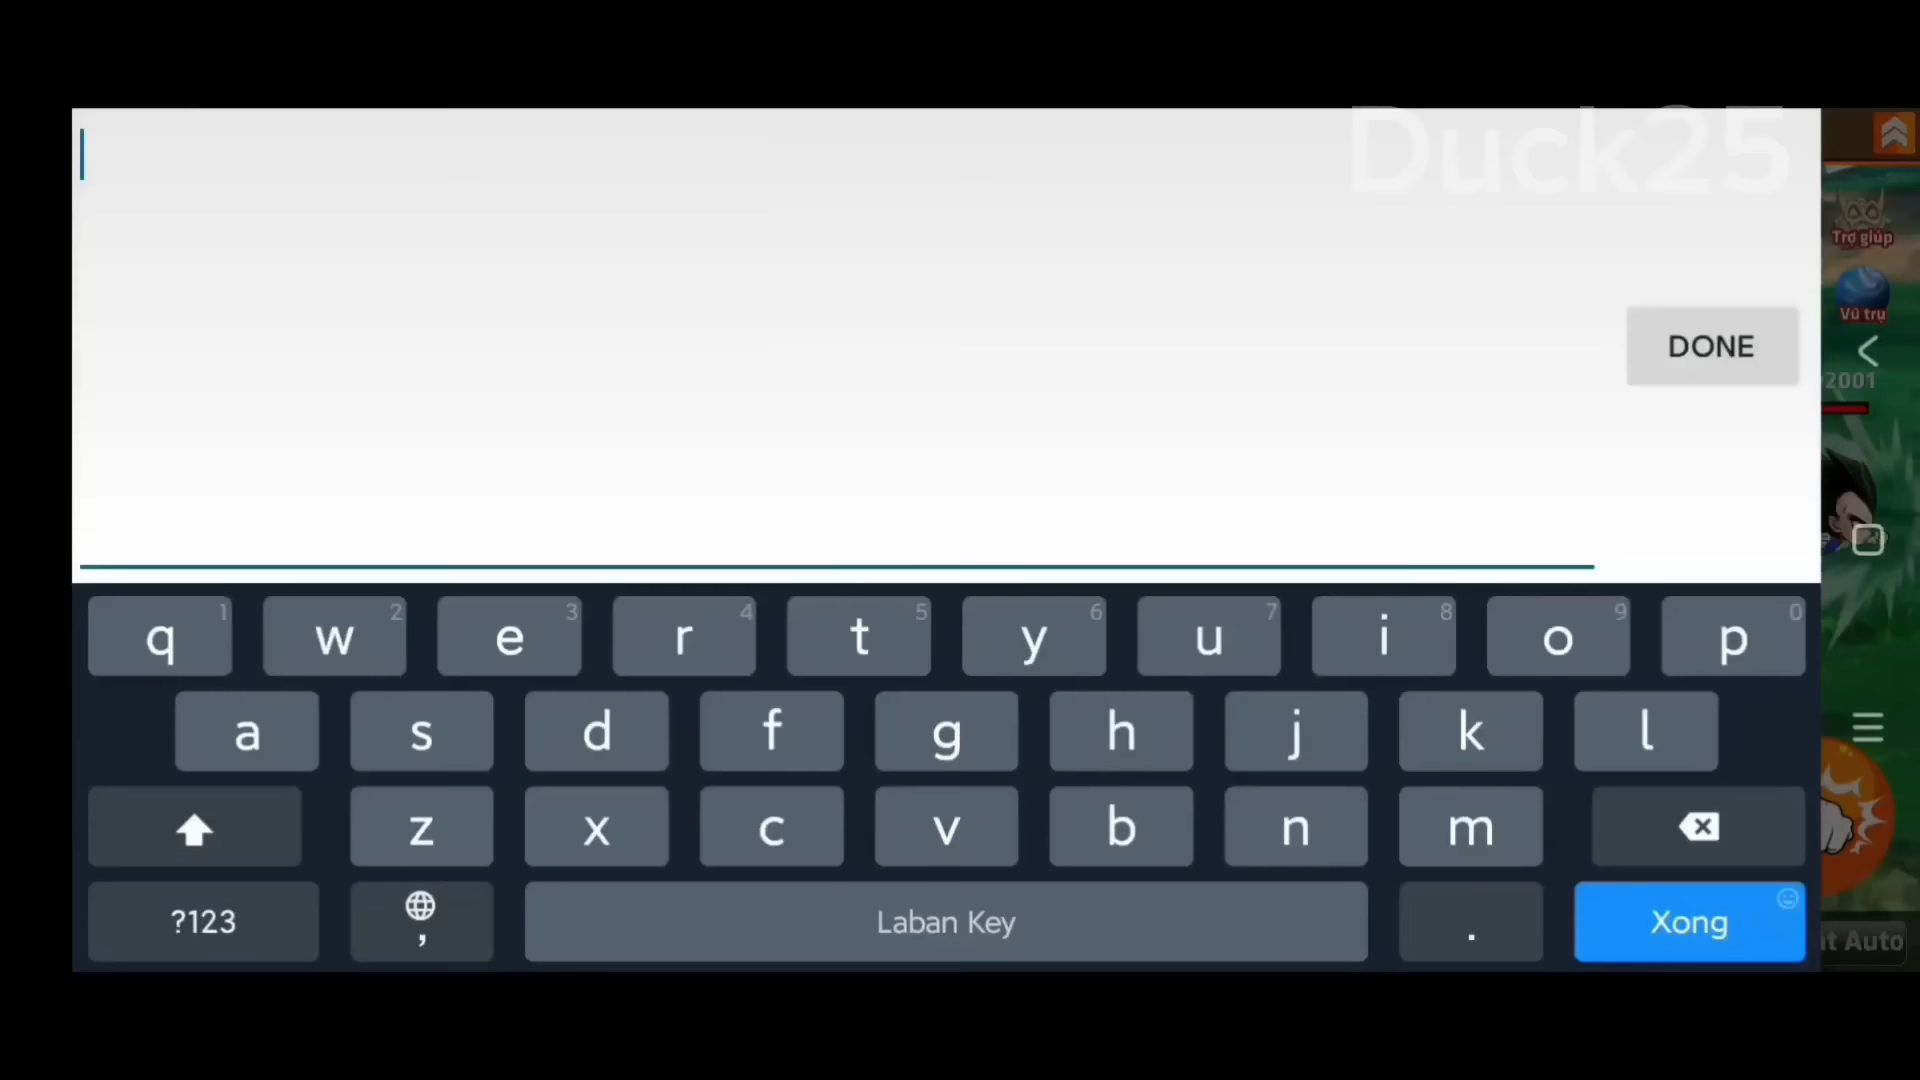 Duck25
Trợ giúp
Vũ trụ
DONE
2001
q 1 w 2 e 3 r 4 t 5 y 6 u 7 i 8 o 9 p 0
a s d f g h j k l
z x c v b n m
?123 , Laban Key . Xong
it Auto